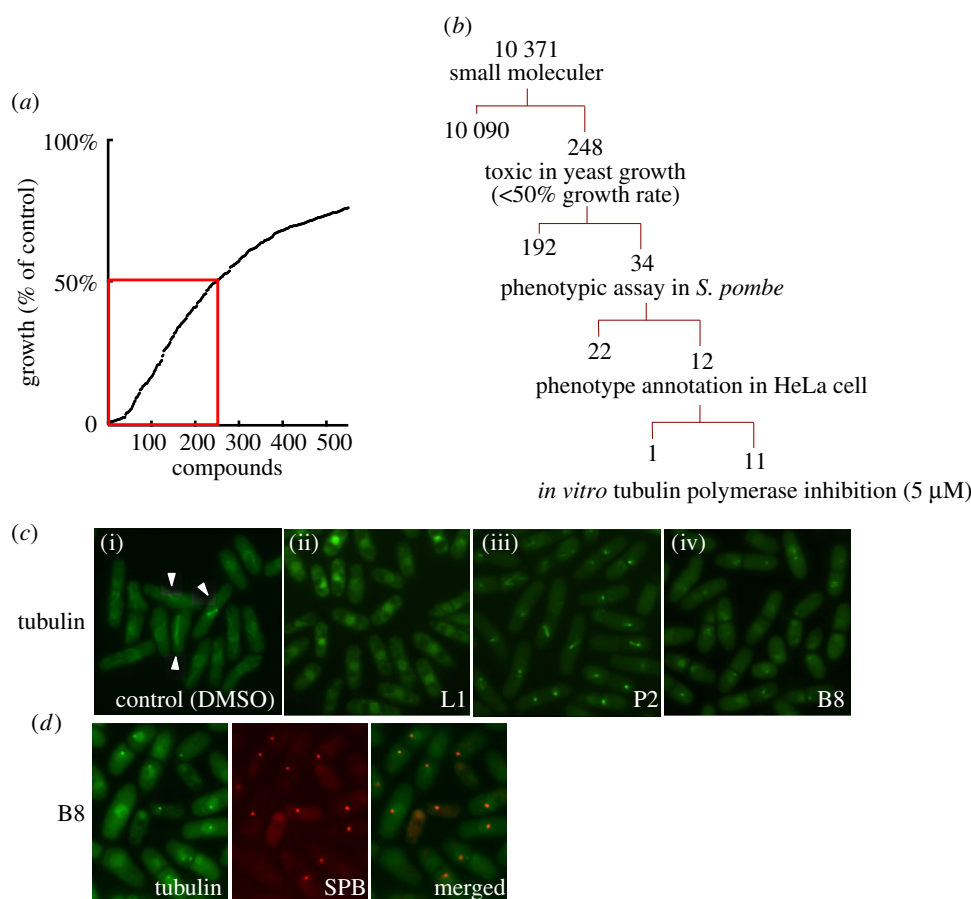 (a)
100%
50%
0
growth (% of control)
100 200 300 400 500
compounds
(b)
10 371
small moleculer
10 090
248
toxic in yeast growth
(<50% growth rate)
192
34
phenotypic assay in S. pombe
22
12
phenotype annotation in HeLa cell
1
11
in vitro tubulin polymerase inhibition (5 µM)
(c)
tubulin
(i)
control (DMSO)
(ii)
L1
(iii)
P2
(iv)
B8
(d)
B8
tubulin
SPB
merged